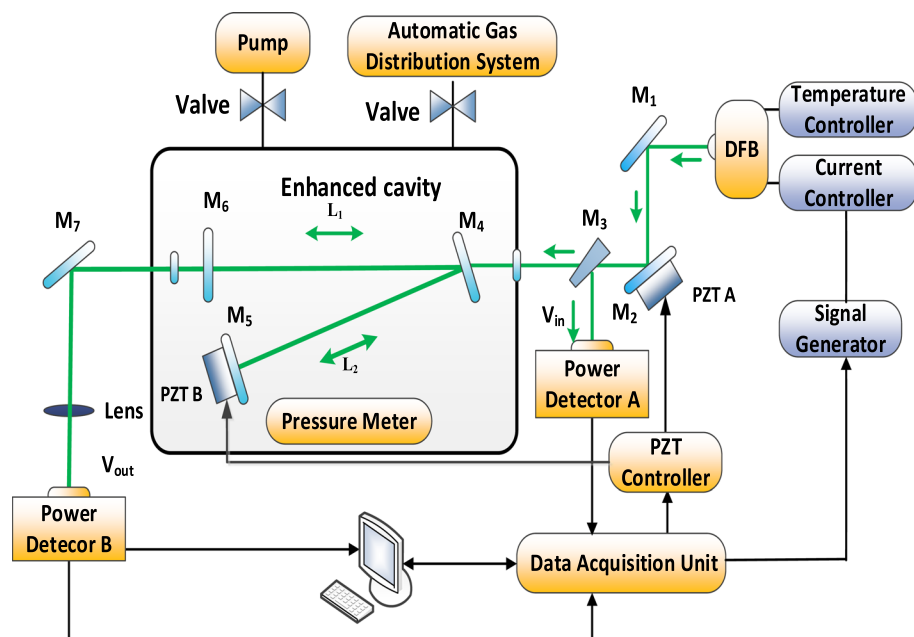 Pump
Automatic Gas
Distribution System
Valve
Valve
M1
DFB
Temperature
Controller
Current
Controller
Enhanced cavity
M7
M6
L1
M4
M3
M2
PZT A
Vin
M5
L2
PZT B
Signal
Generator
Lens
Pressure Meter
Power
Detector A
PZT
Controller
Vout
Power
Detecor B
Data Acquisition Unit